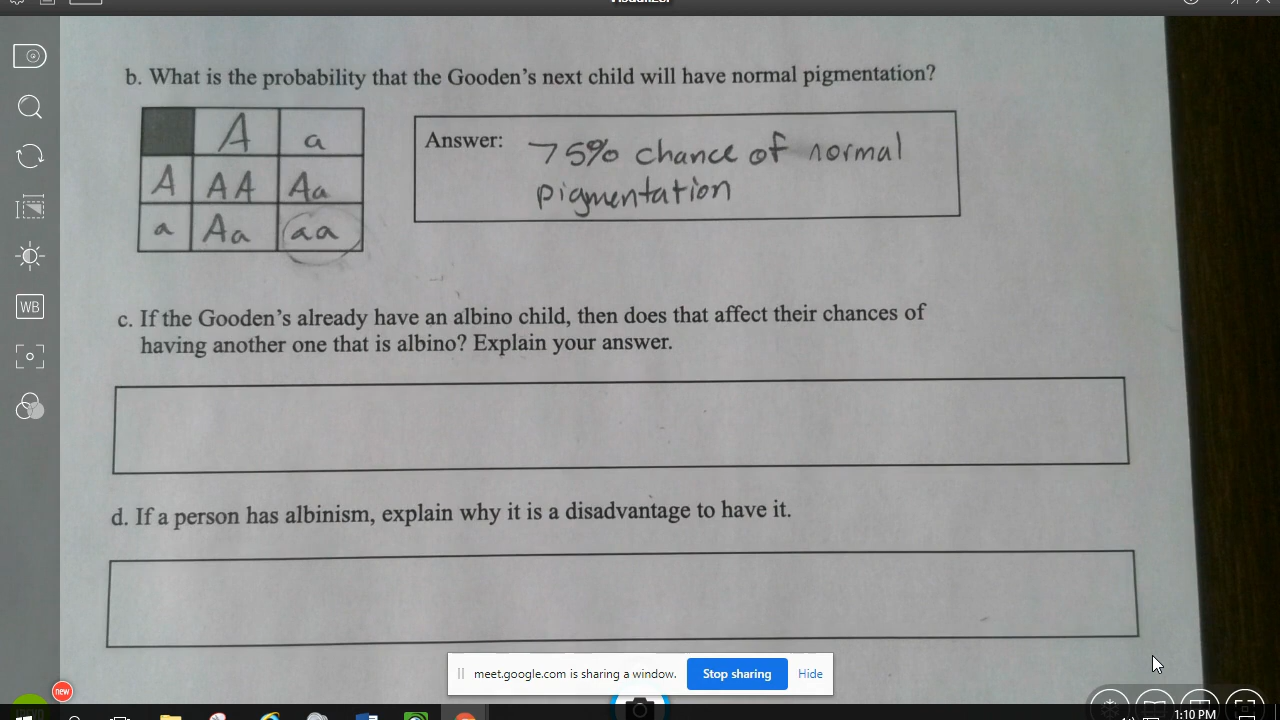 b. What is the probability that the Gooden's next child will have normal pigmentation?
A a
A AA Aa
a Aa aa
Answer: 75% chance of normal
pigmentation
c. If the Gooden's already have an albino child, then does that affect their chances of
having another one that is albino? Explain your answer.
d. If a person has albinism, explain why it is a disadvantage to have it.
WB
meet.google.com is sharing a window. Stop sharing Hide
new
1:10 PM